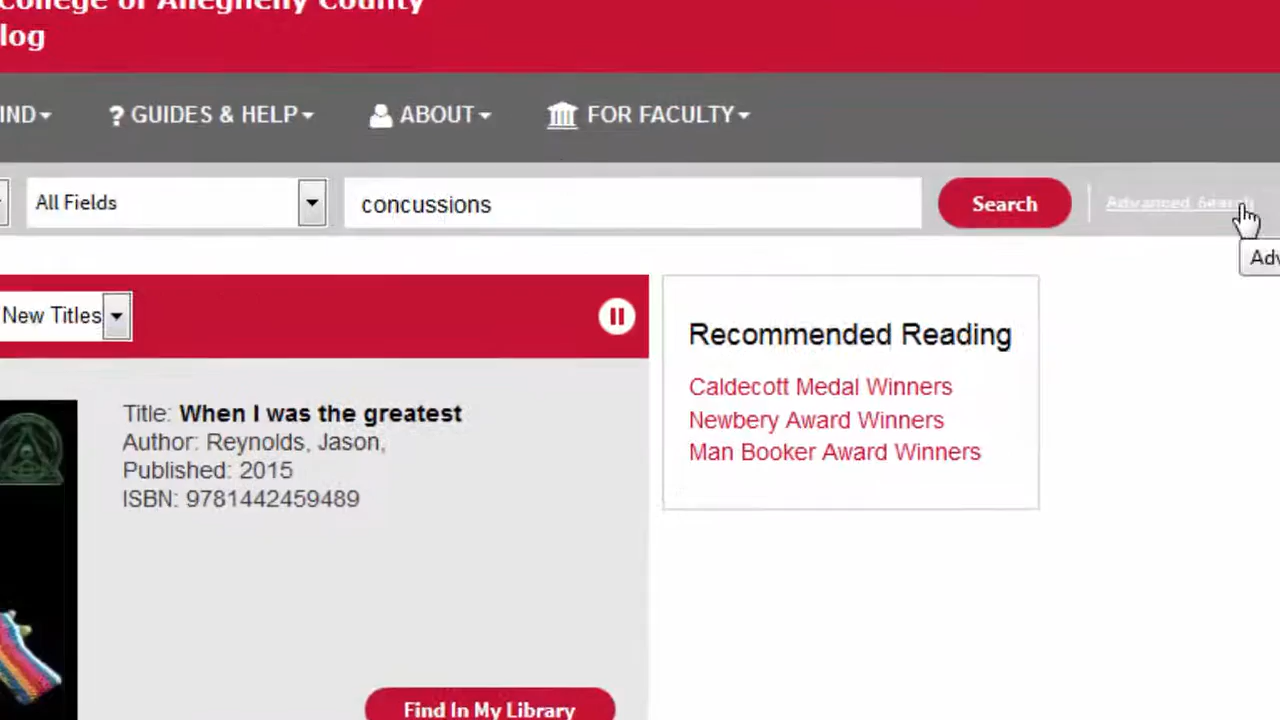 College of Allegheny County
log
IND
? GUIDES & HELP
ABOUT
FOR FACULTY
All Fields
concussions
Search
Advanced Search
Adv
New Titles
Recommended Reading
Caldecott Medal Winners
Newbery Award Winners
Man Booker Award Winners
Title: When I was the greatest
Author: Reynolds, Jason,
Published: 2015
ISBN: 9781442459489
Find In My Library